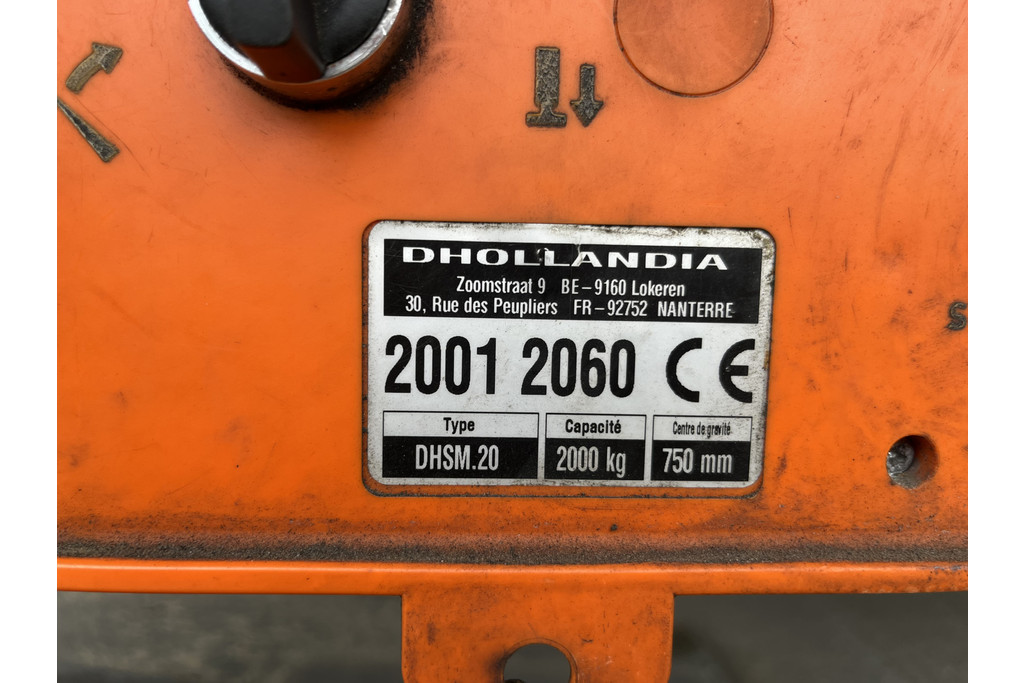 DHOLLANDIA
Zoomstraat 9 BE-9160 Lokeren
30, Rue des Peupliers FR-92752 NANTERRE
2001 2060 CE
Type Capacité Centre de gravité
DHSM.20 2000 kg 750 mm
S